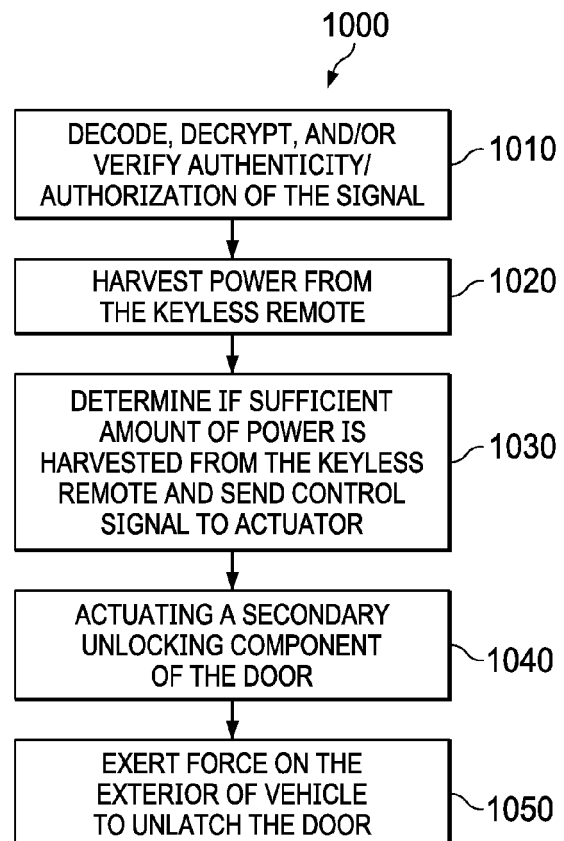 1000
DECODE, DECRYPT, AND/OR
VERIFY AUTHENTICITY/
AUTHORIZATION OF THE SIGNAL
1010
HARVEST POWER FROM
THE KEYLESS REMOTE
1020
DETERMINE IF SUFFICIENT
AMOUNT OF POWER IS
HARVESTED FROM THE KEYLESS
REMOTE AND SEND CONTROL
SIGNAL TO ACTUATOR
1030
ACTUATING A SECONDARY
UNLOCKING COMPONENT
OF THE DOOR
1040
EXERT FORCE ON THE
EXTERIOR OF VEHICLE
TO UNLATCH THE DOOR
1050